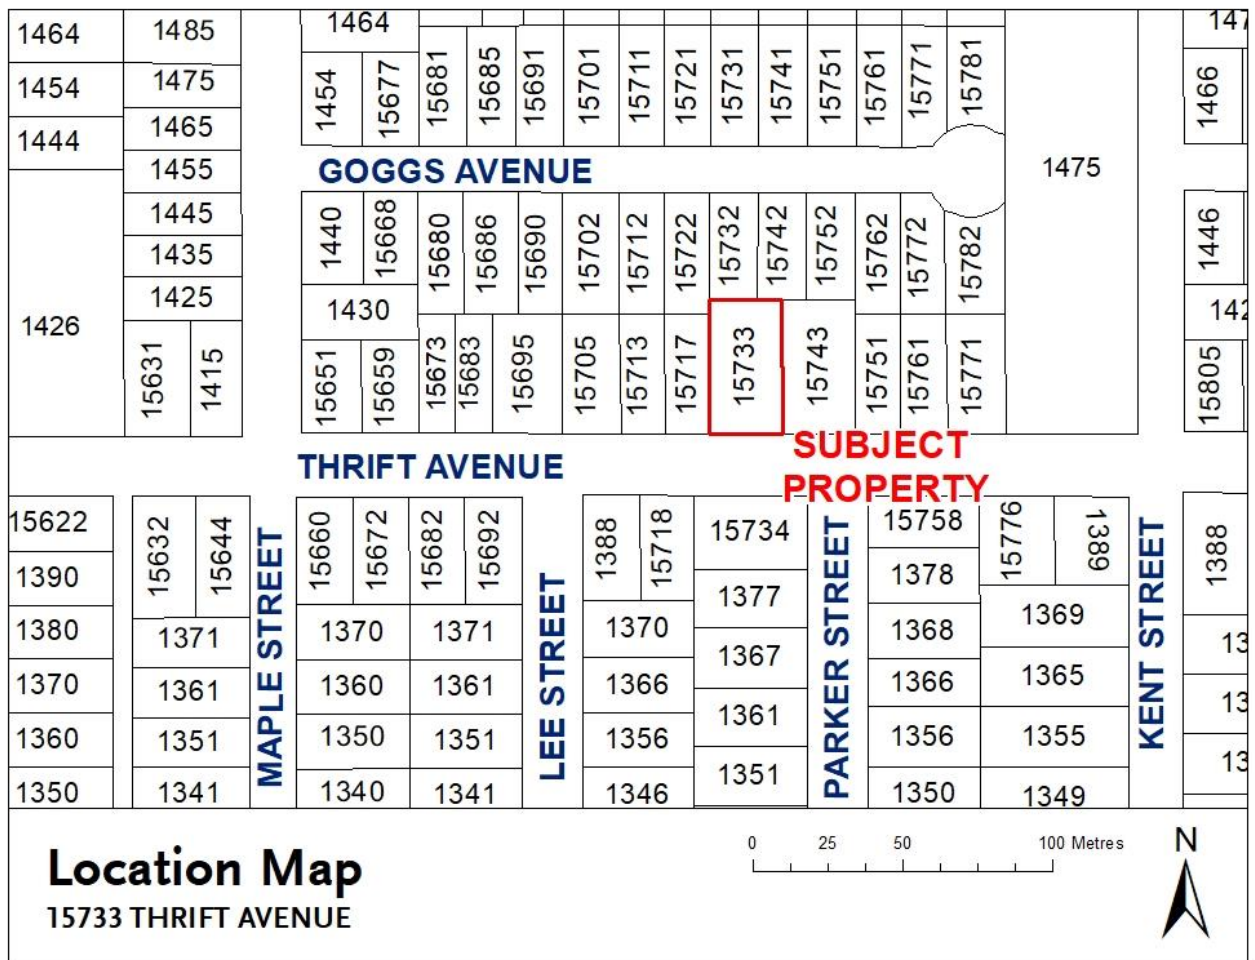 1464 1485 1464 147
1454 1475 1454 15677 15681 15685 15691 15701 15711 15721 15731 15741 15751 15761 15771 15781 1466
1444 1465
1455
GOGGS AVENUE 1475
1445 1440 15668 15680 15686 15690 15702 15712 15722 15732 15742 15752 15762 15772 15782 1446
1435
1425 1430 142
1426
15631 1415 15651 15659 15673 15683 15695 15705 15713 15717 15733 15743 15751 15761 15771 15805
SUBJECT
PROPERTY
THRIFT AVENUE
15622 15632 15644 15660 15672 15682 15692 1388 15718 15734 15758 15776 1389 1388
1390 1377 1378
1380 1371 1370 1371 1370 1367 1368 1369 13
1370 1361 1360 1361 1366 1361 1366 1365 13
1360 1351 1350 1351 1356 1351 1356 1355 13
1350 1341 1340 1341 1346 1350 1349
MAPLE STREET
LEE STREET
PARKER STREET
KENT STREET
Location Map
15733 THRIFT AVENUE
0 25 50 100 Metres
N